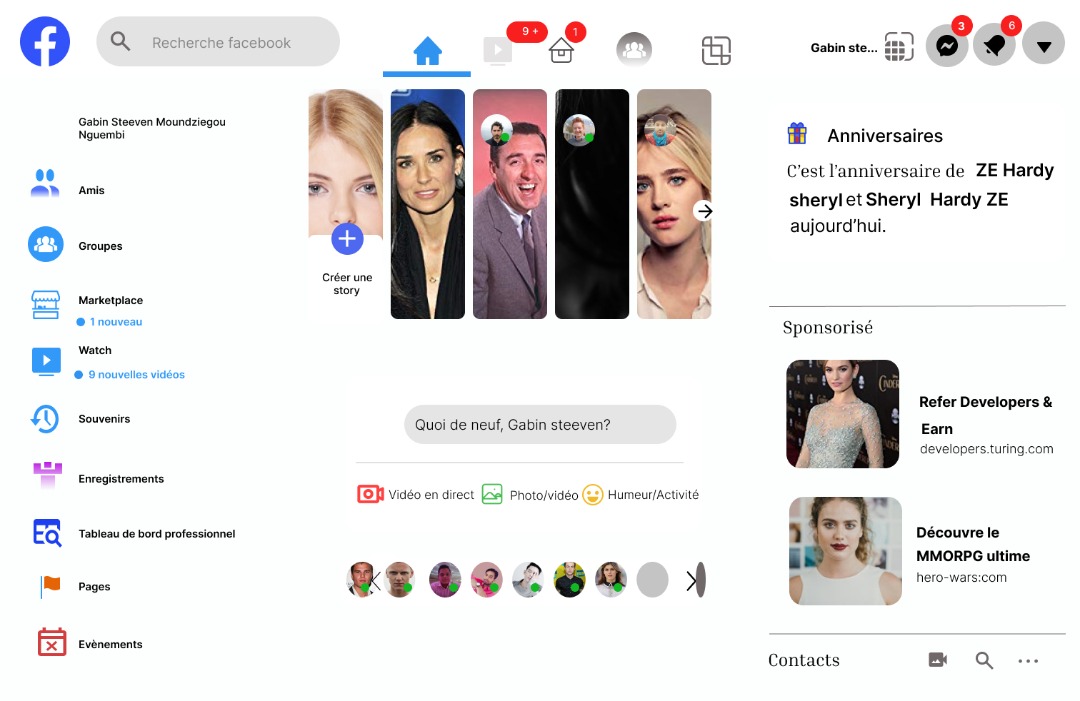 Recherche facebook
9 +
1
Gabin ste...
3
6
Gabin Steeven Moundziegou
Nguembi
Amis
Groupes
Marketplace
1 nouveau
Watch
9 nouvelles vidéos
Souvenirs
Enregistrements
Tableau de bord professionnel
Pages
Evènements
Créer une
story
Quoi de neuf, Gabin steeven?
Vidéo en direct
Photo/vidéo
Humeur/Activité
Anniversaires
C'est l'anniversaire de ZE Hardy
sheryl et Sheryl Hardy ZE
aujourd'hui.
Sponsorisé
Refer Developers &
Earn
developers.turing.com
Découvre le
MMORPG ultime
hero-wars:com
Contacts